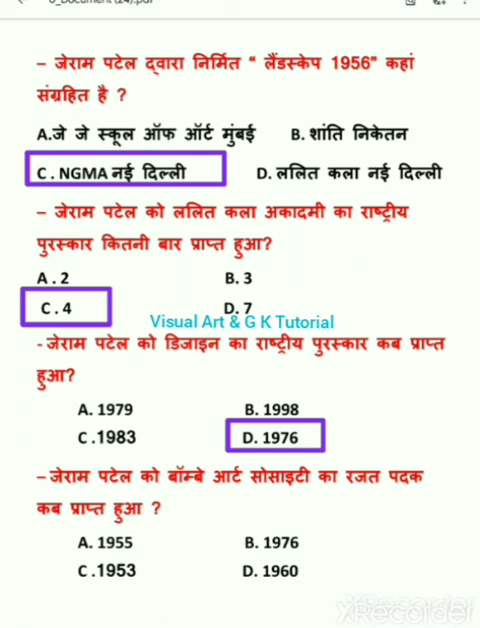 – जेराम पटेल द्वारा निर्मित “ लैंडस्केप 1956” कहां
संग्रहित है ?
A.जे जे स्कूल ऑफ ऑर्ट मुंबई B. शांति निकेतन
C . NGMA नई दिल्ली D. ललित कला नई दिल्ली
– जेराम पटेल को ललित कला अकादमी का राष्ट्रीय
पुरस्कार कितनी बार प्राप्त हुआ?
A . 2 B. 3
C . 4 D. 7
Visual Art & G K Tutorial
-जेराम पटेल को डिजाइन का राष्ट्रीय पुरस्कार कब प्राप्त
हुआ?
A. 1979 B. 1998
C .1983 D. 1976
–जेराम पटेल को बॉम्बे आर्ट सोसाइटी का रजत पदक
कब प्राप्त हुआ ?
A. 1955 B. 1976
C .1953 D. 1960
XRecorder